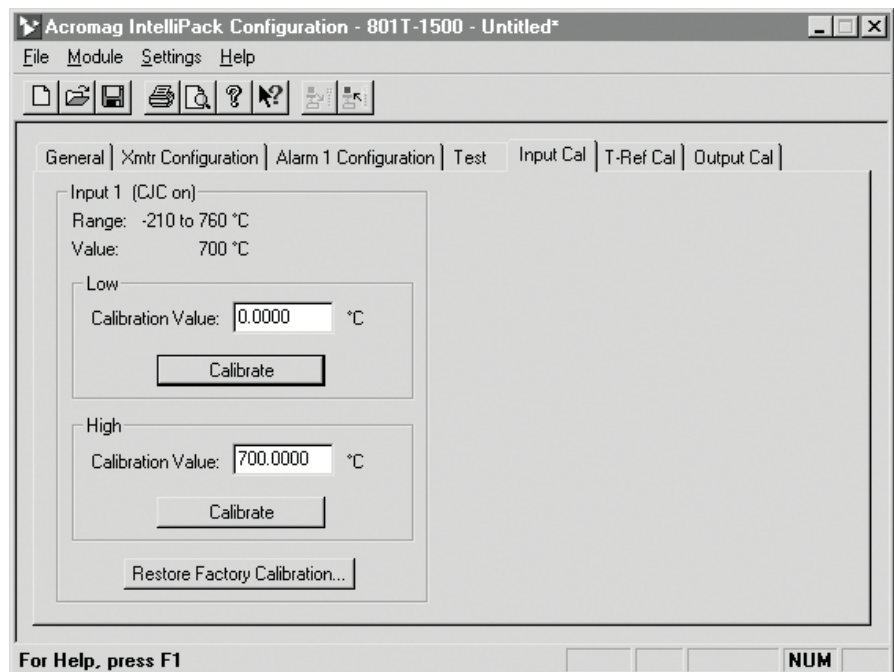 Acromag IntelliPack Configuration - 801T-1500 - Untitled*
File Module Settings Help
General Xmtr Configuration Alarm 1 Configuration Test Input Cal T-Ref Cal Output Cal
Input 1 (CJC on)
Range: -210 to 760 °C
Value: 700 °C
Low
Calibration Value: 0.0000 °C
Calibrate
High
Calibration Value: 700.0000 °C
Calibrate
Restore Factory Calibration...
For Help, press F1 NUM